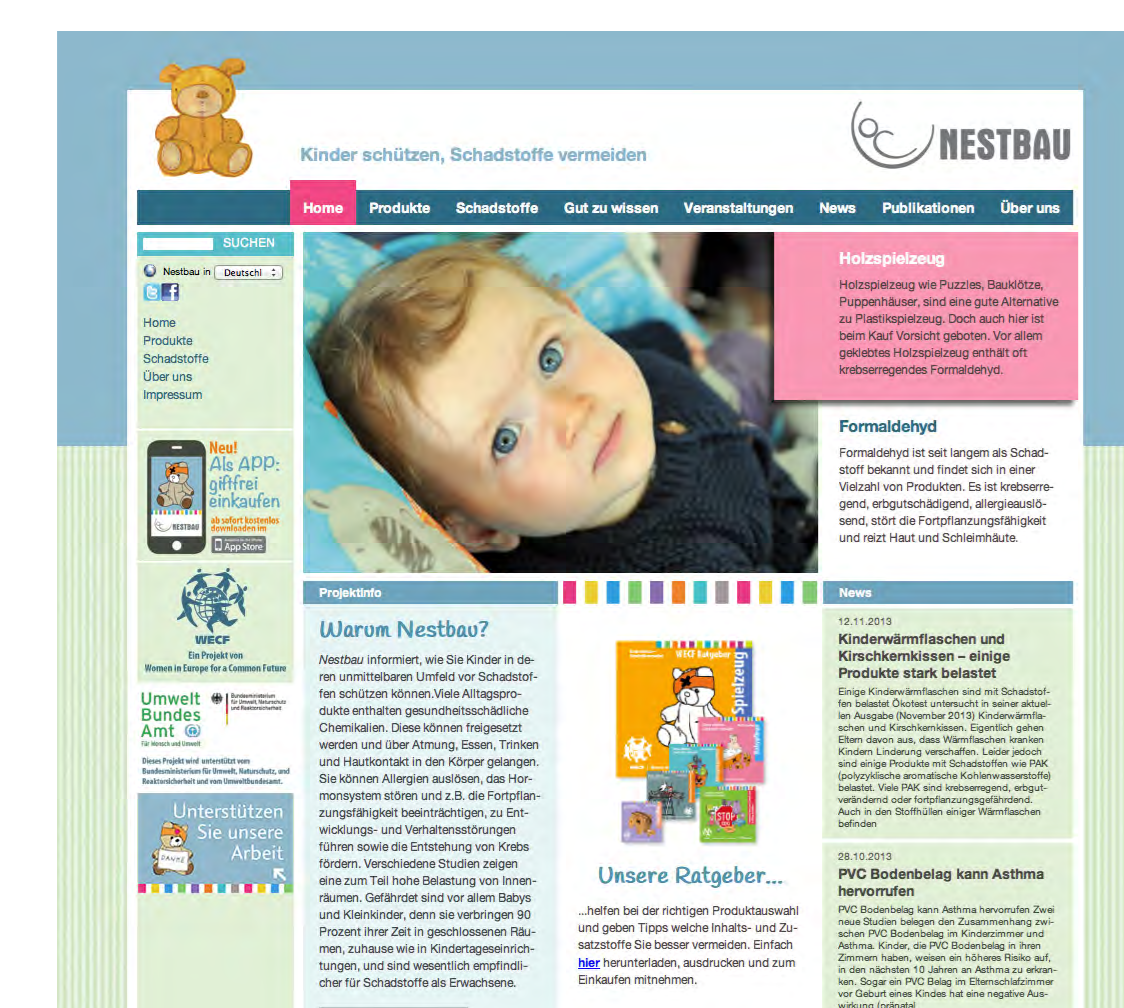 Kinder schützen, Schadstoffe vermeiden
NESTBAU
Home
Produkte
Schadstoffe
Gut zu wissen
Veranstaltungen
News
Publikationen
Über uns
SUCHEN
Nestbau in
Deutschl
Home
Produkte
Schadstoffe
Über uns
Impressum
Neu!
Als APP:
giftfrei
einkaufen
ab sofort kostenlos
downloaden im
App Store
NESTBAU
WECF
Ein Projekt von
Women in Europe for a Common Future
Umwelt
Bundes
Amt
Für Mensch und Umwelt
Bundesministerium
für Umwelt, Naturschutz
und Reaktorsicherheit
Dieses Projekt wird unterstützt vom
Bundesministerium für Umwelt, Naturschutz, und
Reaktorsicherheit und vom Umweltbundesamt.
Unterstützen
Sie unsere
Arbeit
DANKE
Holzspielzeug
Holzspielzeug wie Puzzles, Bauklötze,
Puppenhäuser, sind eine gute Alternative
zu Plastikspielzeug. Doch auch hier ist
beim Kauf Vorsicht geboten. Vor allem
geklebtes Holzspielzeug enthält oft
krebserregendes Formaldehyd.
Formaldehyd
Formaldehyd ist seit langem als Schad-
stoff bekannt und findet sich in einer
Vielzahl von Produkten. Es ist krebserre-
gend, erbgutschädigend, allergieauslö-
send, stört die Fortpflanzungsfähigkeit
und reizt Haut und Schleimhäute.
Projektinfo
Warum Nestbau?
Nestbau informiert, wie Sie Kinder in de-
ren unmittelbaren Umfeld vor Schadstof-
fen schützen können.Viele Alltagspro-
dukte enthalten gesundheitsschädliche
Chemikalien. Diese können freigesetzt
werden und über Atmung, Essen, Trinken
und Hautkontakt in den Körper gelangen.
Sie können Allergien auslösen, das Hor-
monsystem stören und z.B. die Fortpflan-
zungsfähigkeit beeinträchtigen, zu Ent-
wicklungs- und Verhaltensstörungen
führen sowie die Entstehung von Krebs
fördern. Verschiedene Studien zeigen
eine zum Teil hohe Belastung von Innen-
räumen. Gefährdet sind vor allem Babys
und Kleinkinder, denn sie verbringen 90
Prozent ihrer Zeit in geschlossenen Räu-
men, zuhause wie in Kindertageseinrich-
tungen, und sind wesentlich empfindli-
cher für Schadstoffe als Erwachsene.
WECF Ratgeber
Spielzeug
WECF
STOP
Unsere Ratgeber...
...helfen bei der richtigen Produktauswahl
und geben Tipps welche Inhalts- und Zu-
satzstoffe Sie besser vermeiden. Einfach
hier herunterladen, ausdrucken und zum
Einkaufen mitnehmen.
News
12.11.2013
Kinderwärmflaschen und
Kirschkernkissen – einige
Produkte stark belastet
Einige Kinderwärmflaschen sind mit Schadstof-
fen belastet Ökotest untersucht in seiner aktuel-
len Ausgabe (November 2013) Kinderwärmfla-
schen und Kirschkernkissen. Eigentlich gehen
Eltern davon aus, dass Wärmflaschen kranken
Kindern Linderung verschaffen. Leider jedoch
sind einige Produkte mit Schadstoffen wie PAK
(polyzyklische aromatische Kohlenwasserstoffe)
belastet. Viele PAK sind krebserregend, erbgut-
verändernd oder fortpflanzungsgefährdend.
Auch in den Stoffhüllen einiger Wärmflaschen
befinden
28.10.2013
PVC Bodenbelag kann Asthma
hervorrufen
PVC Bodenbelag kann Asthma hervorrufen Zwei
neue Studien belegen den Zusammenhang zwi-
schen PVC Bodenbelag im Kinderzimmer und
Asthma. Kinder, die PVC Bodenbelag in ihren
Zimmern haben, weisen ein höheres Risiko auf,
in den nächsten 10 Jahren an Asthma zu erkran-
ken. Sogar ein PVC Belag im Elternschlafzimmer
vor Geburt eines Kindes hat eine negative Aus-
wirkung (pränatal